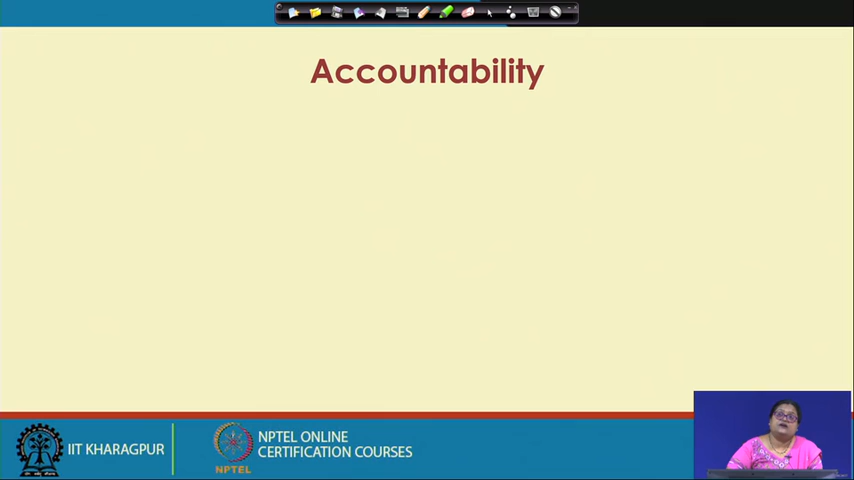 Accountability
IIT KHARAGPUR
NPTEL ONLINE
CERTIFICATION COURSES
NPTEL